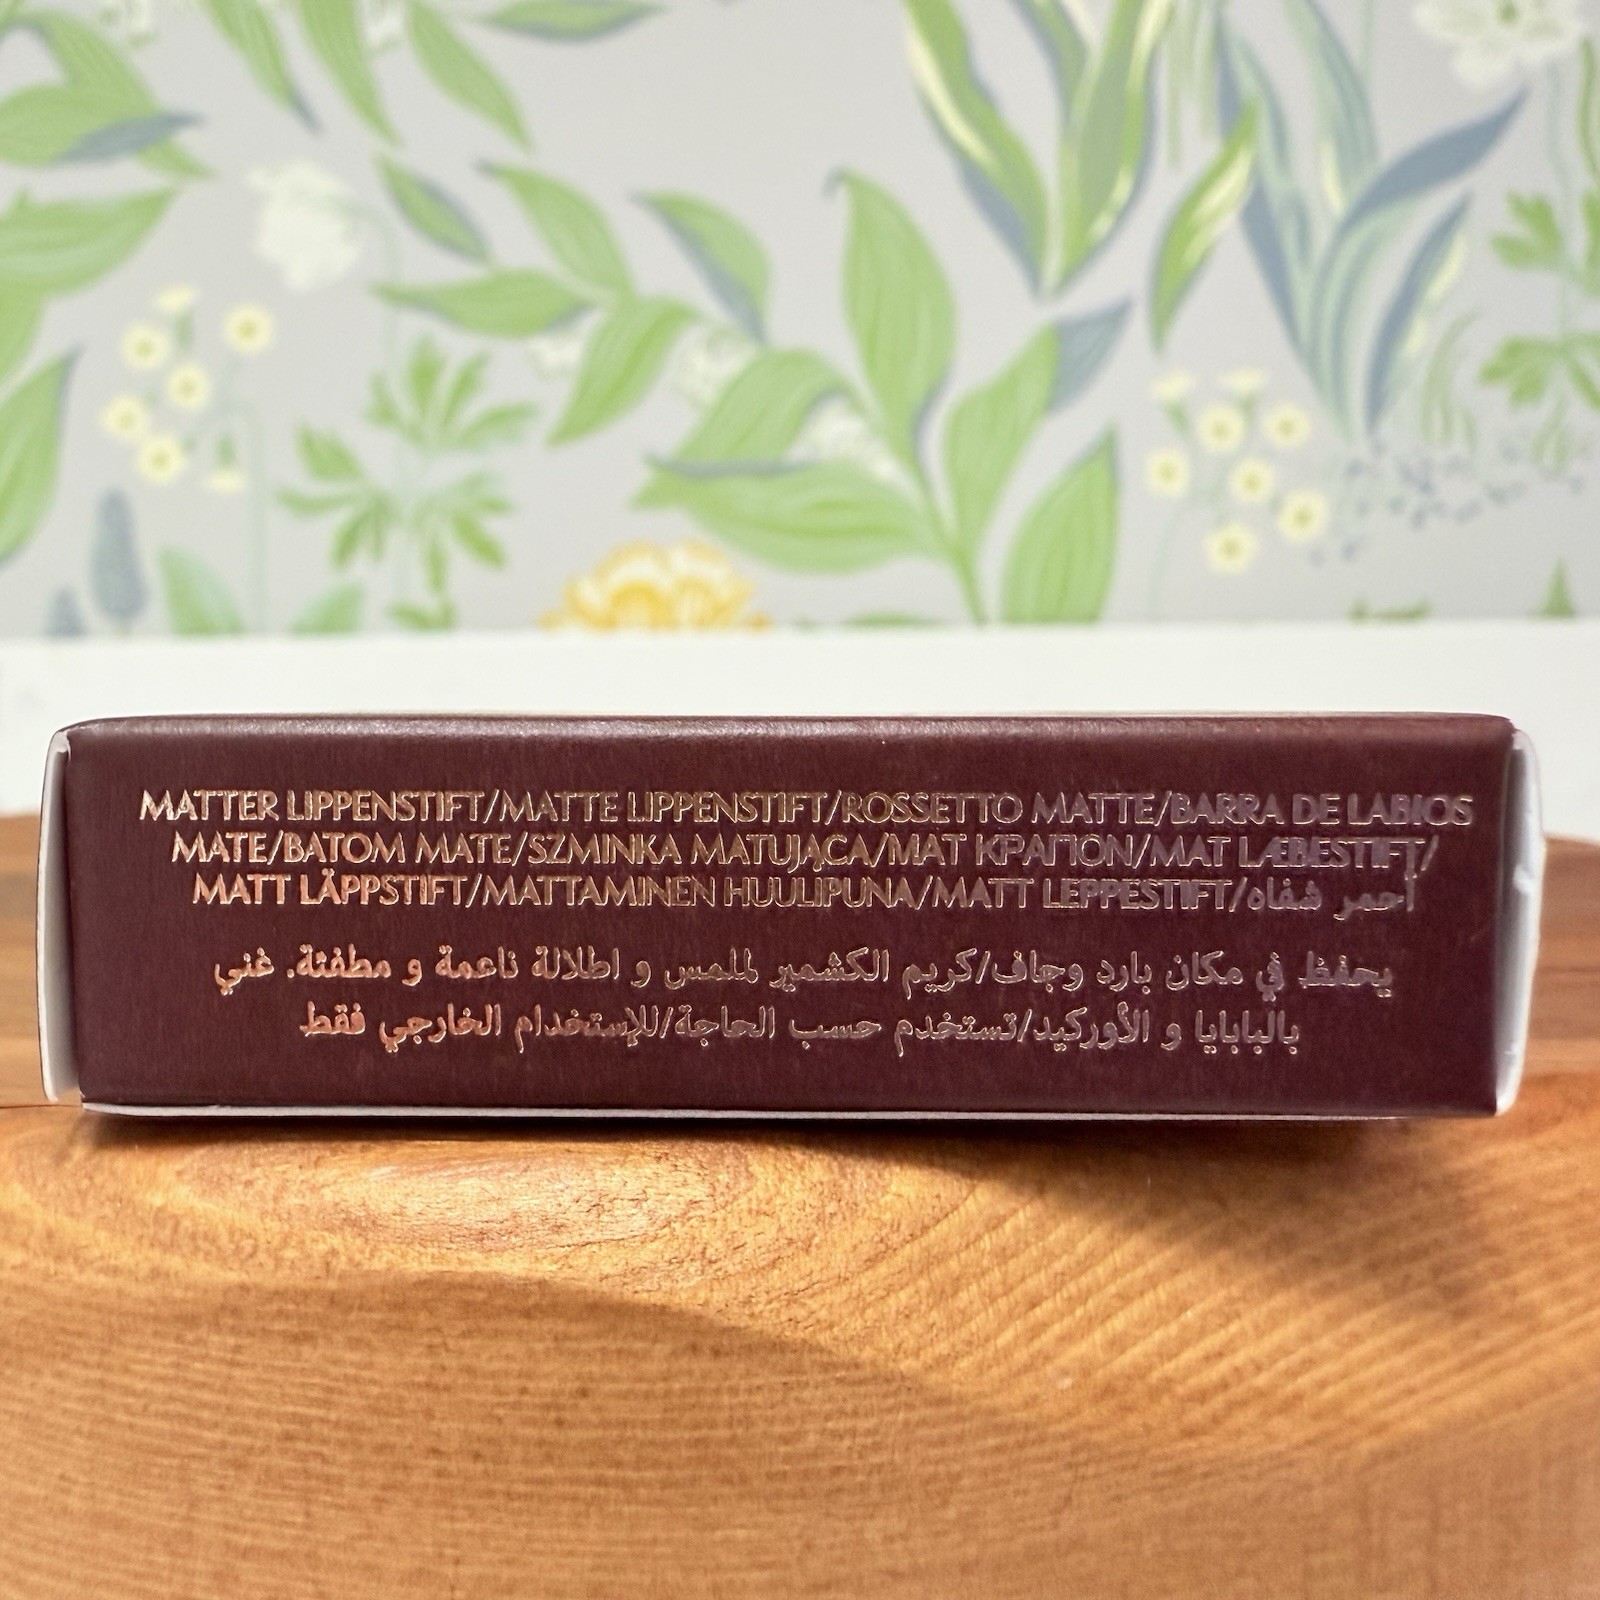 MATTER LIPPENSTIFT/MATTE LIPPENSTIFT/ROSSETTO MATTE/BARRA DE LABIOS
MATE/BATOM MATE/SZMINKA MATUJĄCA/ΜΑΤ ΚΡΑΓΙΟΝ/MAT LÆBESTIFT/
MATT LÄPPSTIFT/MATTAMINEN HUULIPUNA/MATT LEPPESTIFT/أحمر شفاه
يحفظ في مكان بارد وجاف/كريم الكشمير لملمس و اطلالة ناعمة و مطفئة. غني
بالبابايا و الأوركيد/تستخدم حسب الحاجة/للإستخدام الخارجي فقط